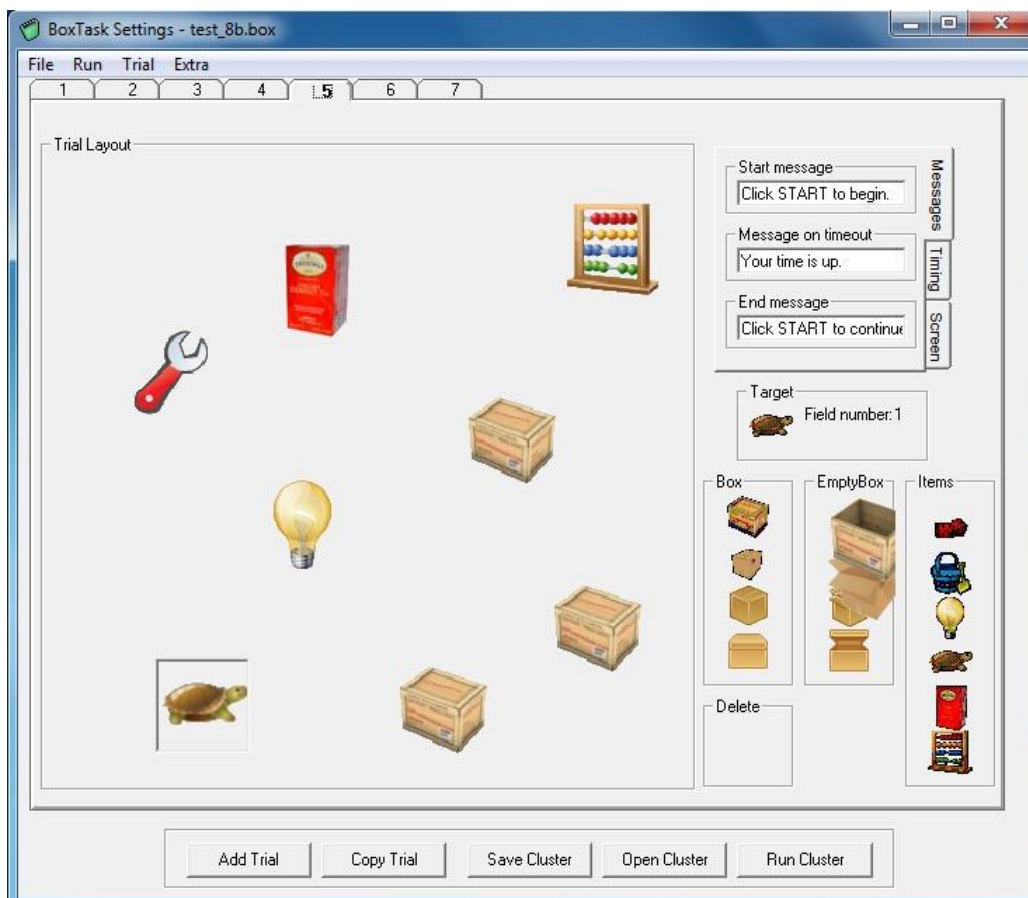 BoxTask Settings - test_8b.box
File Run Trial Extra
1 2 3 4 5 6 7
Trial Layout
Start message
Click START to begin.
Message on timeout
Your time is up.
End message
Click START to continue
Messages
Timing
Screen
Target
Field number: 1
Box
EmptyBox
Items
Delete
Add Trial
Copy Trial
Save Cluster
Open Cluster
Run Cluster